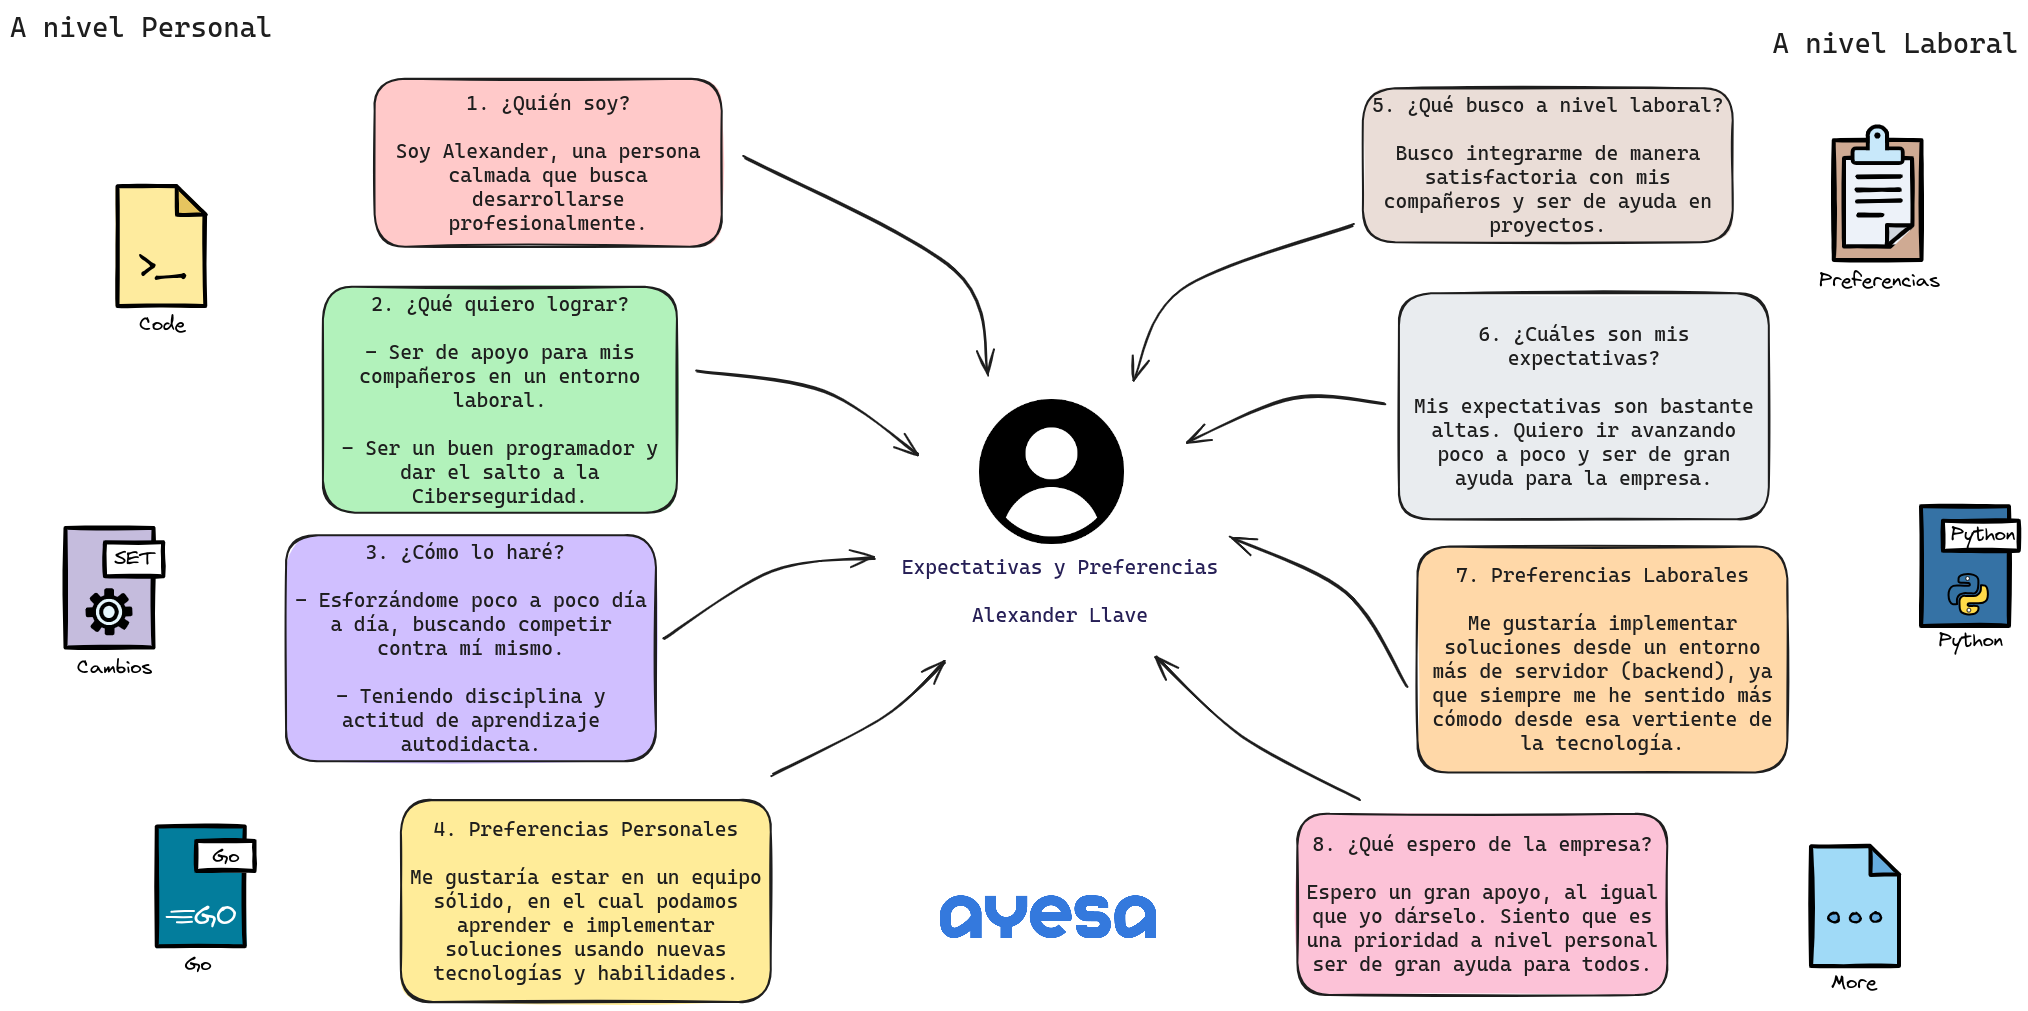 A nivel Personal
A nivel Laboral
1. ¿Quién soy?
Soy Alexander, una persona
calmada que busca
desarrollarse
profesionalmente.
Code
2. ¿Qué quiero lograr?
- Ser de apoyo para mis
compañeros en un entorno
laboral.
- Ser un buen programador y
dar el salto a la
Ciberseguridad.
SET
Cambios
3. ¿Cómo lo haré?
- Esforzándome poco a poco día
a día, buscando competir
contra mí mismo.
- Teniendo disciplina y
actitud de aprendizaje
autodidacta.
Go
GO
Go
4. Preferencias Personales
Me gustaría estar en un equipo
sólido, en el cual podamos
aprender e implementar
soluciones usando nuevas
tecnologías y habilidades.
Expectativas y Preferencias
Alexander Llave
ayesa
5. ¿Qué busco a nivel laboral?
Busco integrarme de manera
satisfactoria con mis
compañeros y ser de ayuda en
proyectos.
Preferencias
6. ¿Cuáles son mis
expectativas?
Mis expectativas son bastante
altas. Quiero ir avanzando
poco a poco y ser de gran
ayuda para la empresa.
Python
Python
7. Preferencias Laborales
Me gustaría implementar
soluciones desde un entorno
más de servidor (backend), ya
que siempre me he sentido más
cómodo desde esa vertiente de
la tecnología.
8. ¿Qué espero de la empresa?
Espero un gran apoyo, al igual
que yo dárselo. Siento que es
una prioridad a nivel personal
ser de gran ayuda para todos.
More